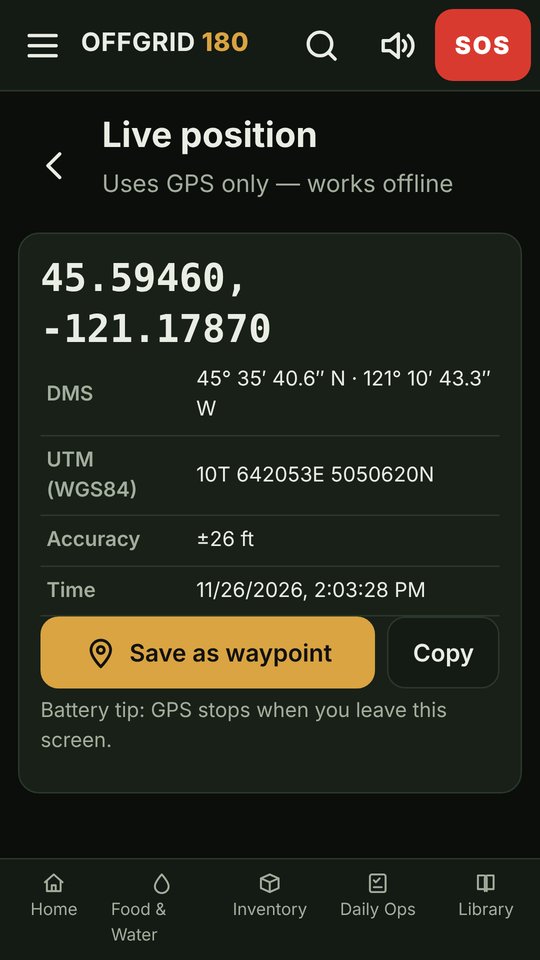 OFFGRID 180
SOS
Live position
Uses GPS only — works offline
45.59460,
-121.17870
DMS
45° 35′ 40.6″ N · 121° 10′ 43.3″
W
UTM
(WGS84)
10T 642053E 5050620N
Accuracy
±26 ft
Time
11/26/2026, 2:03:28 PM
Save as waypoint
Copy
Battery tip: GPS stops when you leave this
screen.
Home
Food &
Water
Inventory
Daily Ops
Library